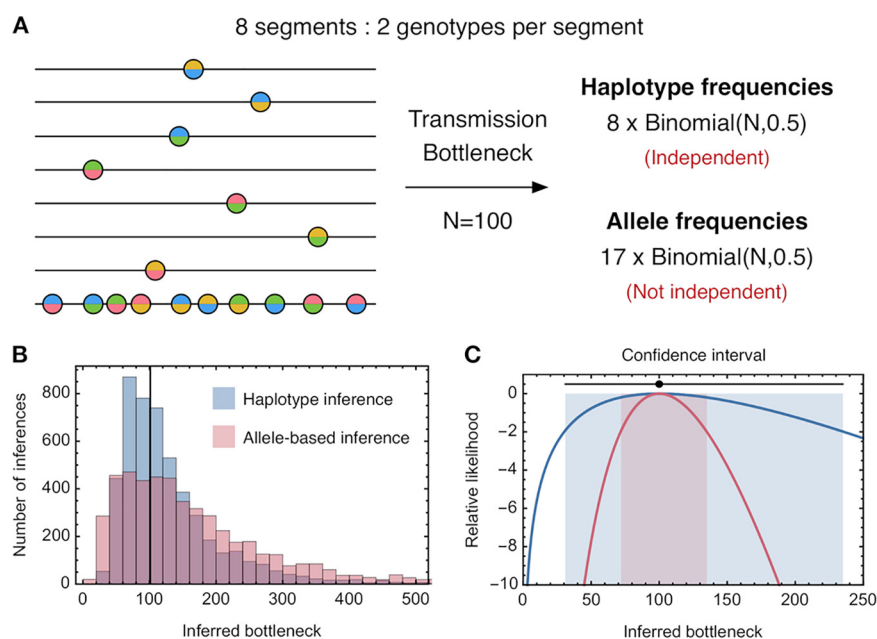 A
8 segments : 2 genotypes per segment
Transmission
Bottleneck
N=100
Haplotype frequencies
8 x Binomial(N,0.5)
(Independent)
Allele frequencies
17 x Binomial(N,0.5)
(Not independent)
B
Haplotype inference
Allele-based inference
Number of inferences
800
600
400
200
0
0 100 200 300 400 500
Inferred bottleneck
C
Confidence interval
Relative likelihood
0
−2
−4
−6
−8
−10
0 50 100 150 200 250
Inferred bottleneck